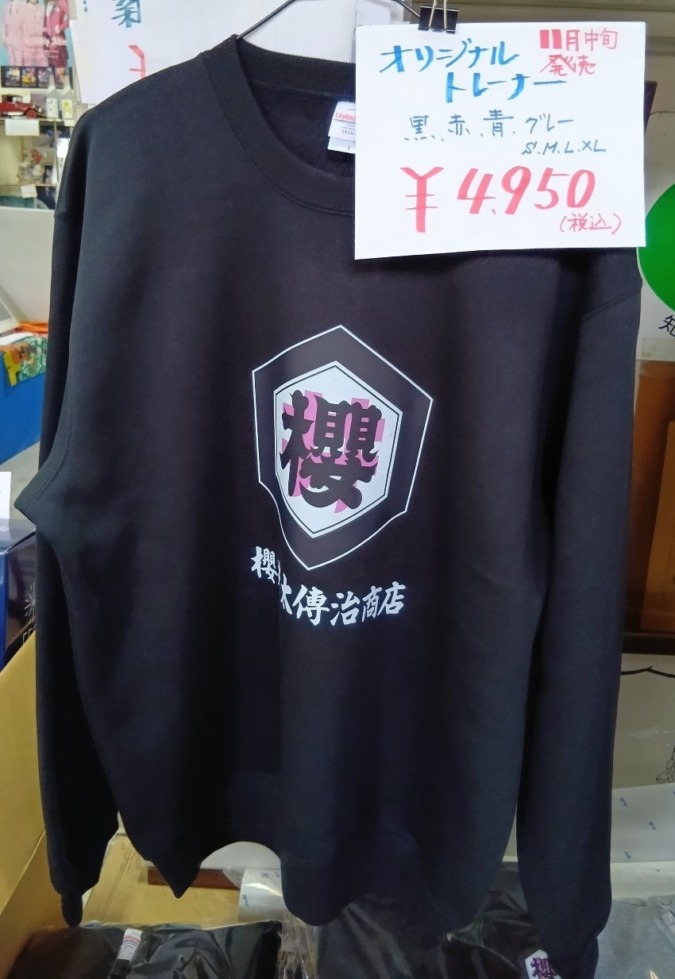 オリジナル
トレーナー
11月中旬
発売
黒、赤、青、グレー
S.M.L.XL
¥4,950
(税込)
櫻
櫻 木傳治商店
櫻